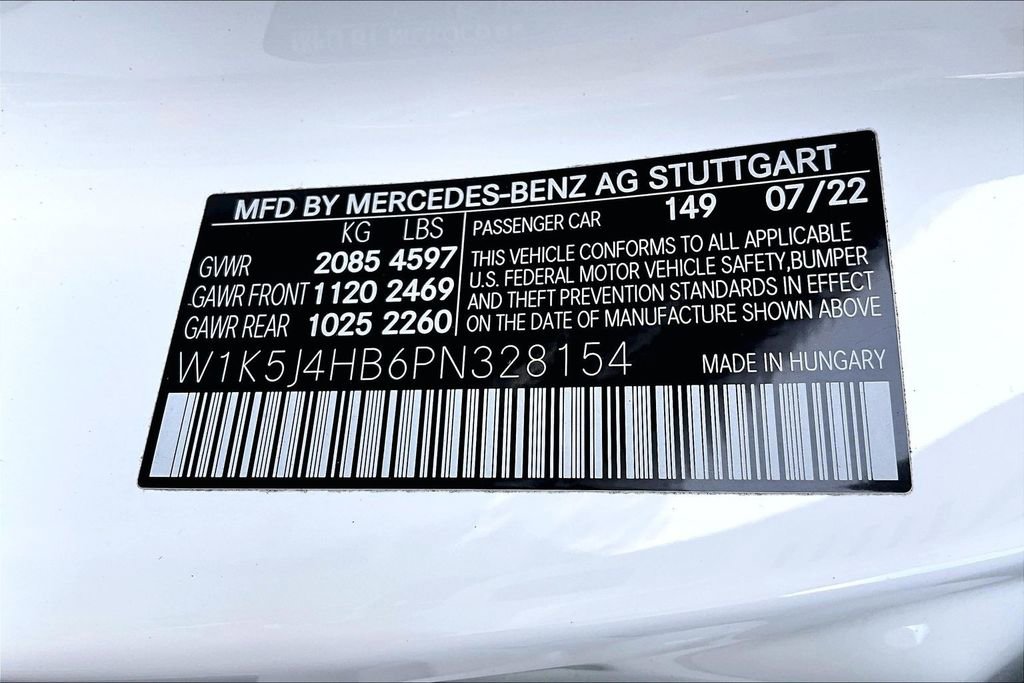 MFD BY MERCEDES-BENZ AG STUTTGART
KG LBS
GVWR 2085 4597
GAWR FRONT 1120 2469
GAWR REAR 1025 2260
PASSENGER CAR 149 07/22
THIS VEHICLE CONFORMS TO ALL APPLICABLE
U.S. FEDERAL MOTOR VEHICLE SAFETY,BUMPER
AND THEFT PREVENTION STANDARDS IN EFFECT
ON THE DATE OF MANUFACTURE SHOWN ABOVE
W1K5J4HB6PN328154 MADE IN HUNGARY